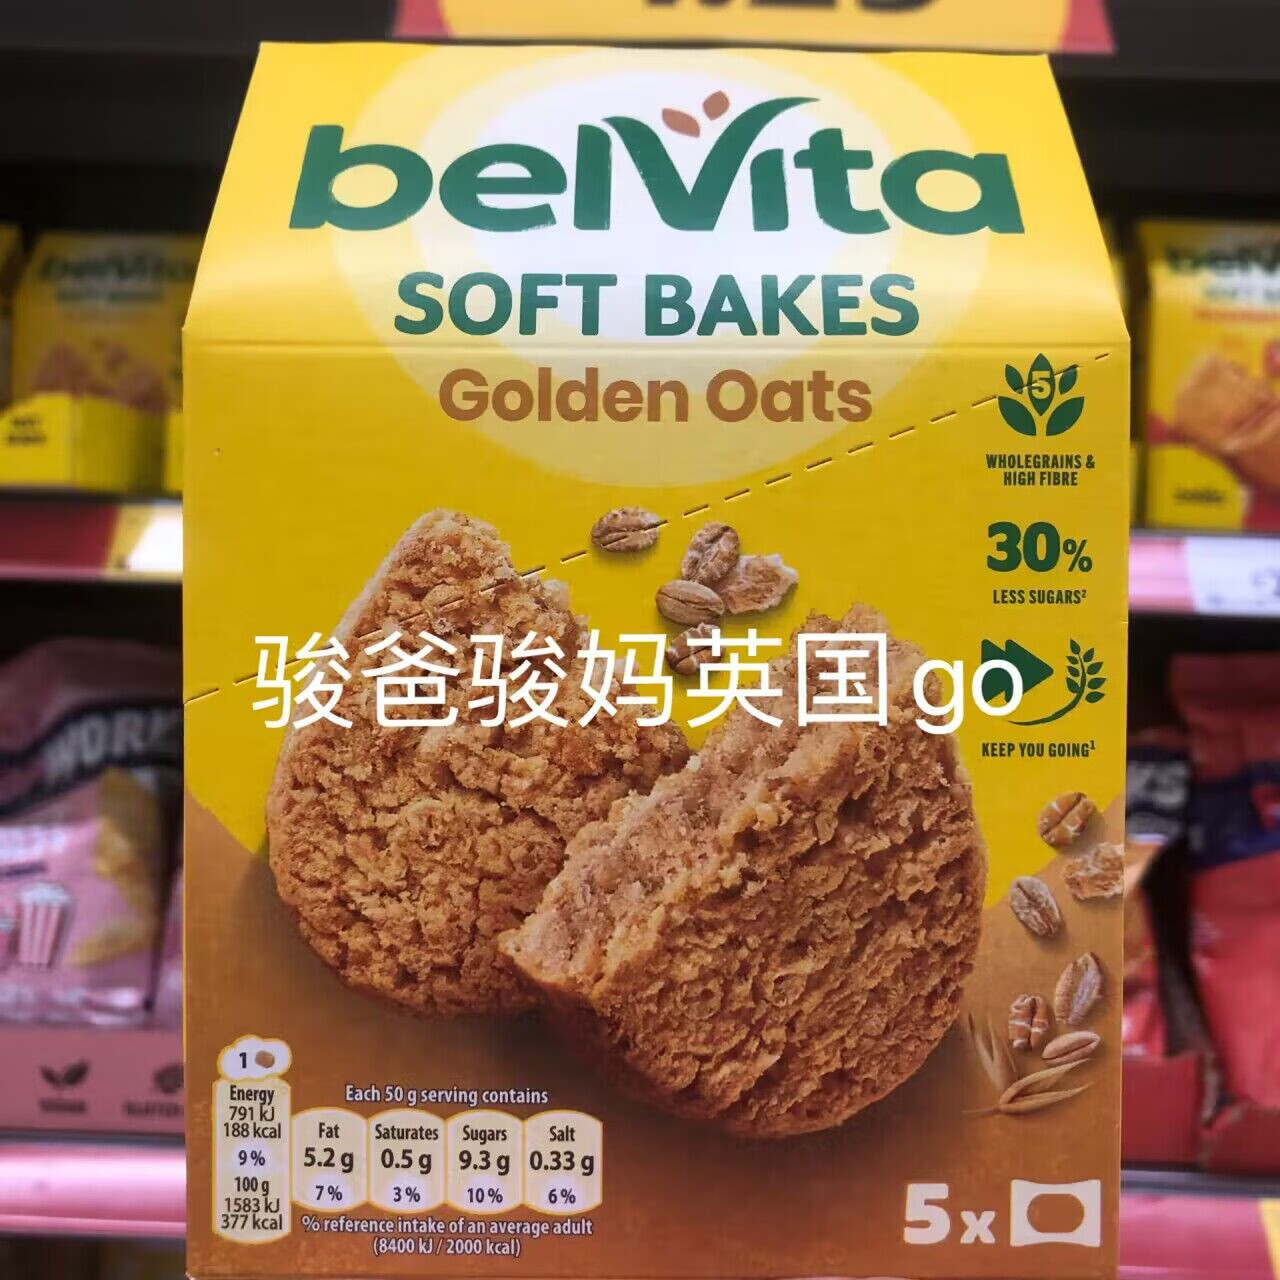 belVita
SOFT BAKES
Golden Oats
5
WHOLEGRAINS &
HIGH FIBRE
30%
LESS SUGARS²
骏爸骏妈英国go
KEEP YOU GOING¹
1
Energy
791 kJ
188 kcal
9%
100 g
1583 kJ
377 kcal
Each 50 g serving contains
Fat Saturates Sugars Salt
5.2 g 0.5 g 9.3 g 0.33 g
7% 3% 10% 6%
% reference intake of an average adult
(8400 kJ / 2000 kcal)
5x
belVita
WORK